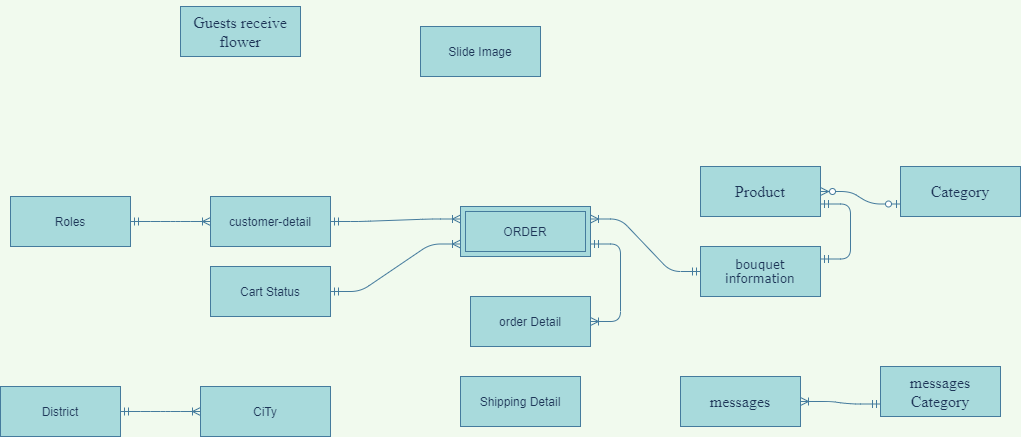 Guests receive
flower
Slide Image
Product
Category
Roles
customer-detail
ORDER
Cart Status
bouquet
information
order Detail
District
CiTy
Shipping Detail
messages
messages
Category